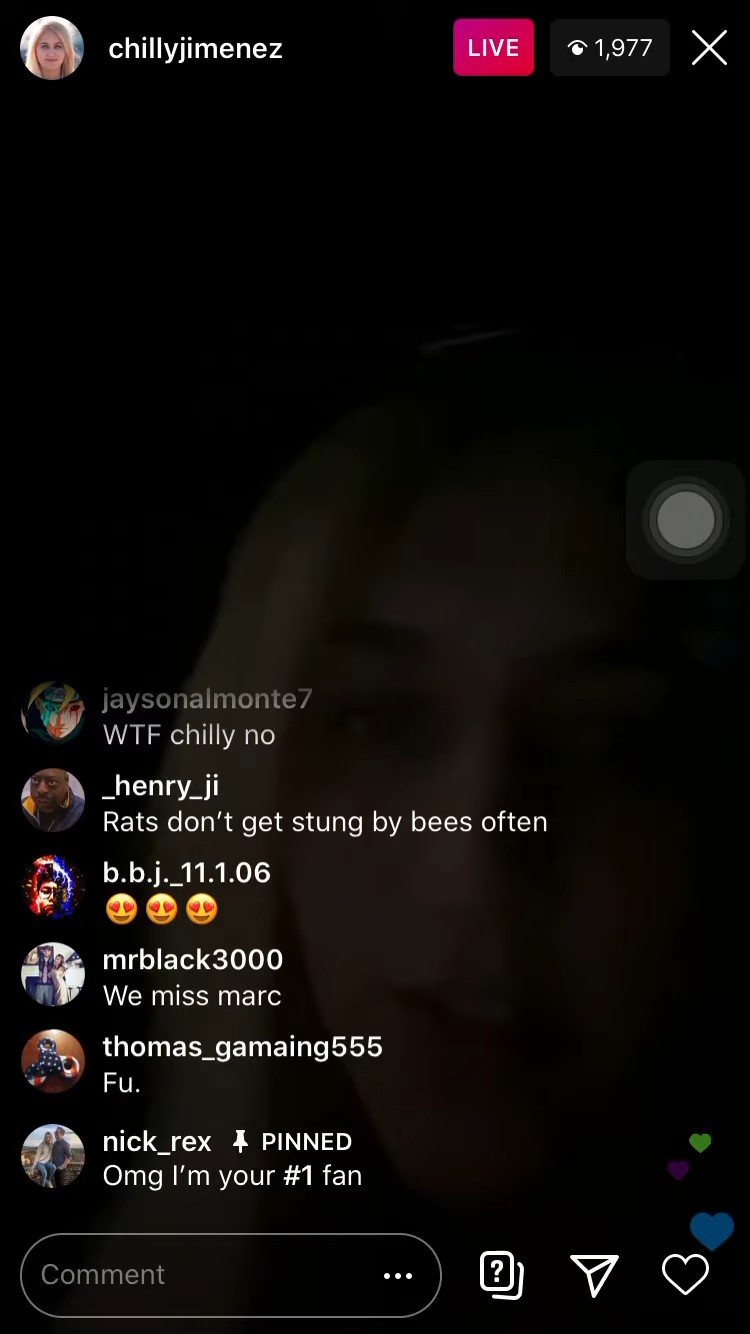 chillyjimenez LIVE 1,977
jaysonalmonte7
WTF chilly no
_henry_ji
Rats don’t get stung by bees often
b.b.j._11.1.06
😍😍😍
mrblack3000
We miss marc
thomas_gamaing555
Fu.
nick_rex PINNED
Omg I’m your #1 fan
Comment